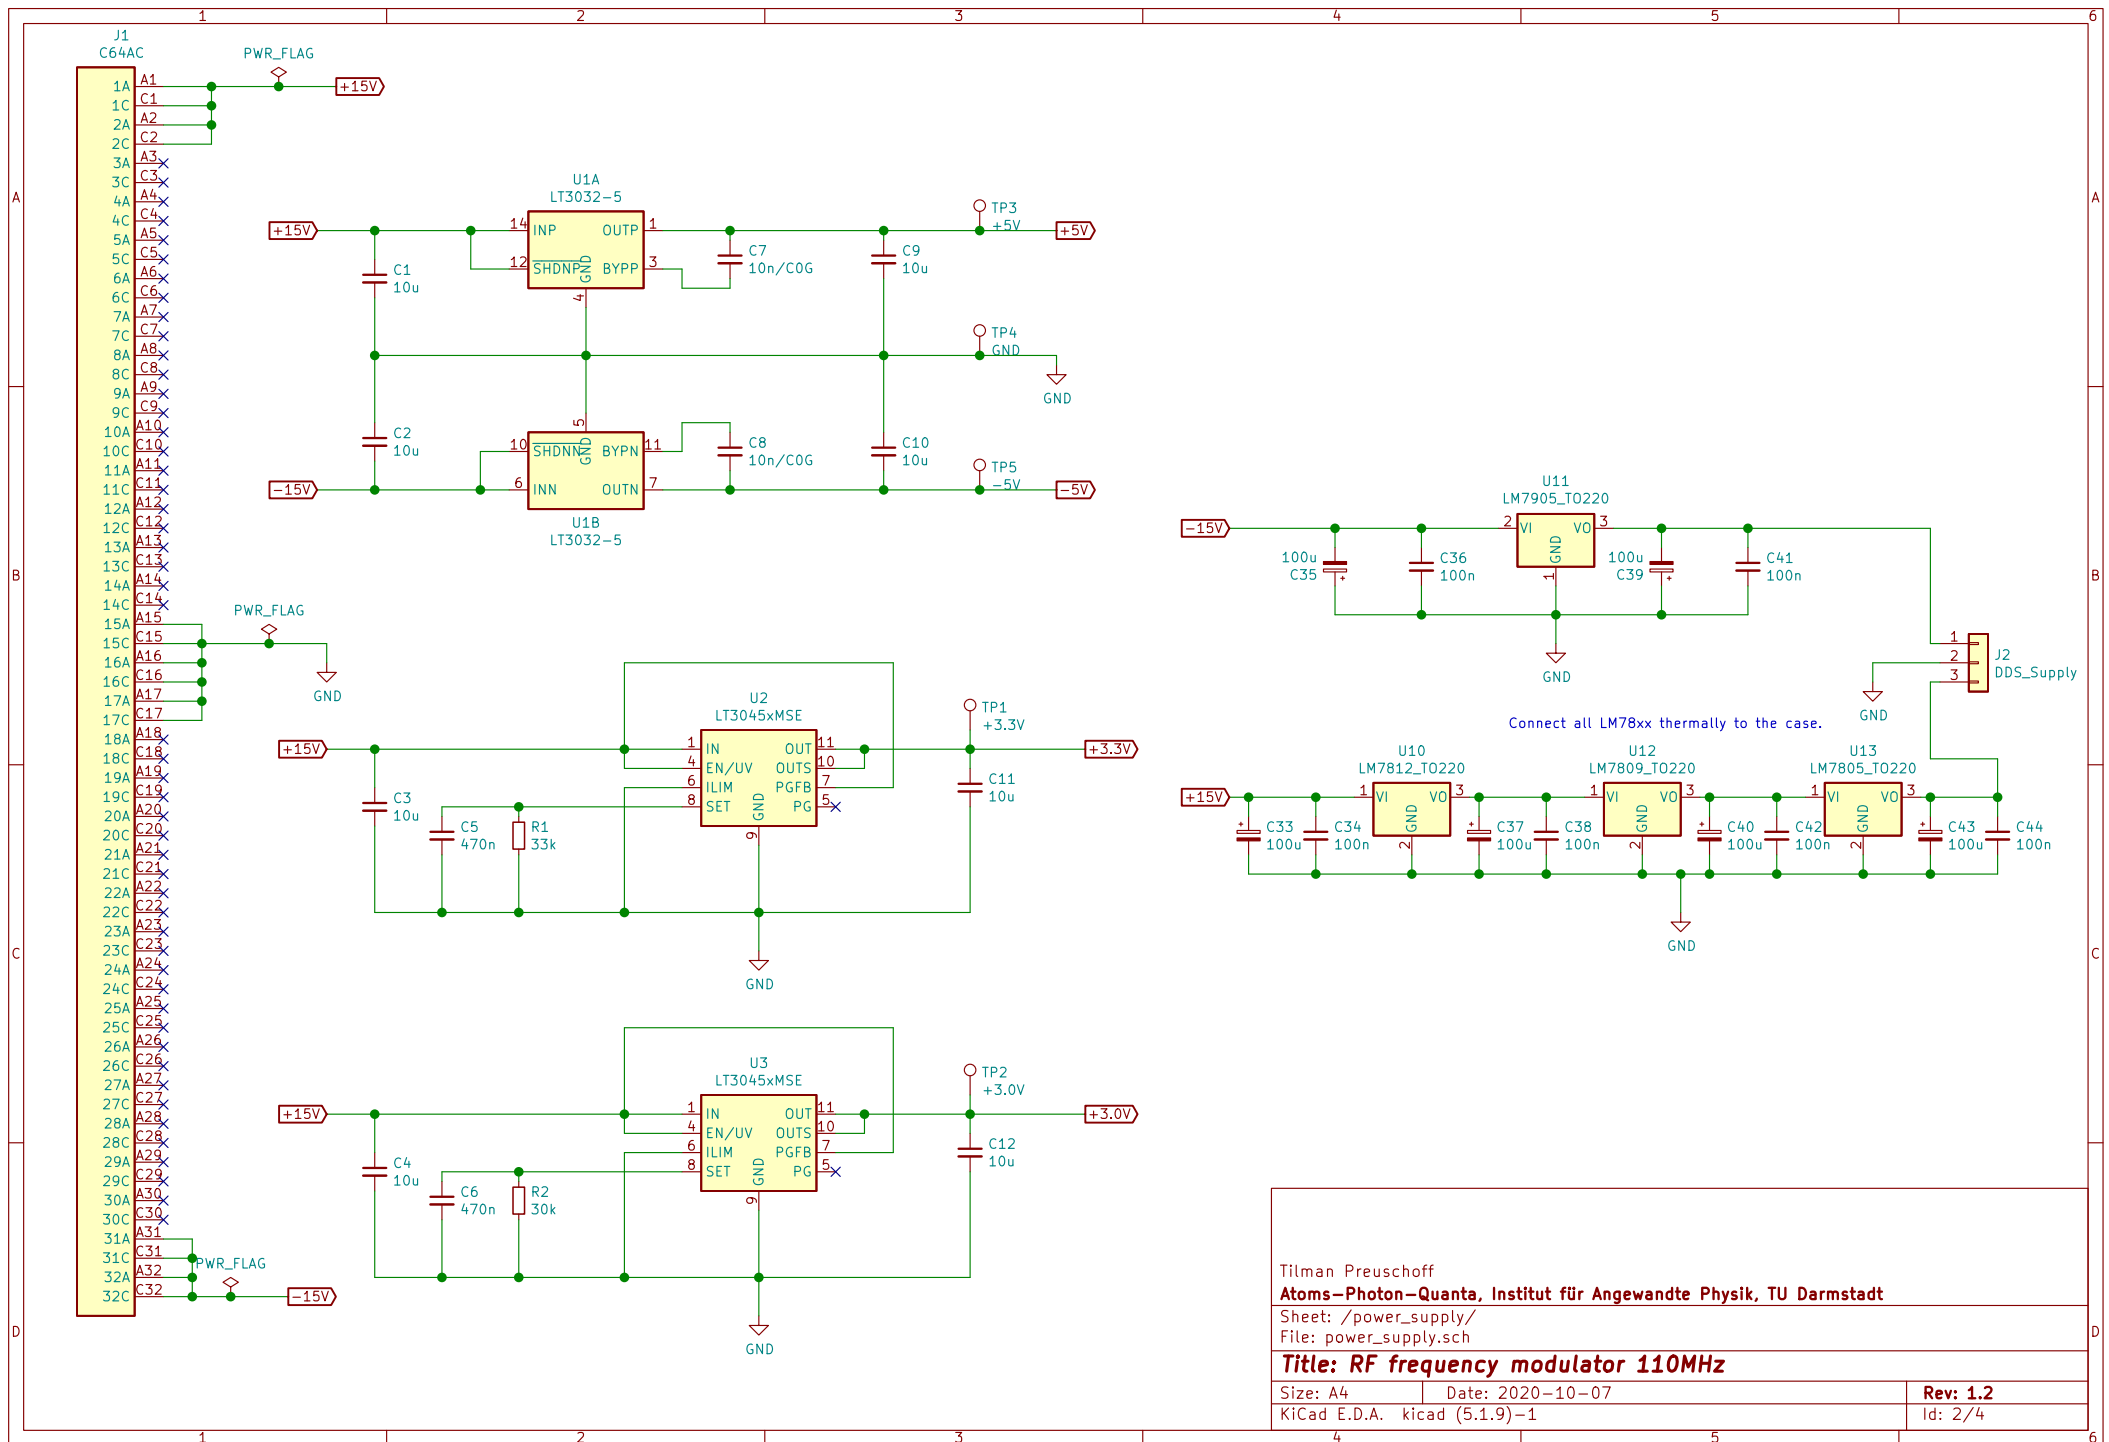 1 2 3 4 5 6
A
B
C
D
J1
C64AC
1A A1
1C C1
2A A2
2C C2
3A A3
3C C3
4A A4
4C C4
5A A5
5C C5
6A A6
6C C6
7A A7
7C C7
8A A8
8C C8
9A A9
9C C9
10A A10
10C C10
11A A11
11C C11
12A A12
12C C12
13A A13
13C C13
14A A14
14C C14
15A A15
15C C15
16A A16
16C C16
17A A17
17C C17
18A A18
18C C18
19A A19
19C C19
20A A20
20C C20
21A A21
21C C21
22A A22
22C C22
23A A23
23C C23
24A A24
24C C24
25A A25
25C C25
26A A26
26C C26
27A A27
27C C27
28A A28
28C C28
29A A29
29C C29
30A A30
30C C30
31A A31
31C C31
32A A32
32C C32
PWR_FLAG
+15V
PWR_FLAG
GND
PWR_FLAG
-15V
U1A
LT3032-5
+15V
14 INP OUTP 1
12 SHDNP GND BYPP 3
4
C1
10u
C7
10n/C0G
C9
10u
TP3
+5V
+5V
TP4
GND
GND
C2
10u
5
10 SHDNN GND BYPN 11
6 INN OUTN 7
-15V
U1B
LT3032-5
C8
10n/C0G
C10
10u
TP5
-5V
-5V
U2
LT3045xMSE
+15V
1 IN OUT 11
4 EN/UV OUTS 10
6 ILIM PGFB 7
8 SET GND PG 5
9
C3
10u
C5
470n
R1
33k
TP1
+3.3V
+3.3V
C11
10u
GND
U3
LT3045xMSE
+15V
1 IN OUT 11
4 EN/UV OUTS 10
6 ILIM PGFB 7
8 SET GND PG 5
9
C4
10u
C6
470n
R2
30k
TP2
+3.0V
+3.0V
C12
10u
GND
U11
LM7905_TO220
-15V
2 VI VO 3
GND
1
100u
C35
+
C36
100n
100u
C39
+
C41
100n
GND
1
2
3
J2
DDS_Supply
GND
Connect all LM78xx thermally to the case.
U10
LM7812_TO220
U12
LM7809_TO220
U13
LM7805_TO220
+15V
1 VI VO 3
GND
2
1 VI VO 3
GND
2
1 VI VO 3
GND
2
+
C33
100u
C34
100n
+
C37
100u
C38
100n
+
C40
100u
C42
100n
+
C43
100u
C44
100n
GND
Tilman Preuschoff
Atoms-Photon-Quanta, Institut für Angewandte Physik, TU Darmstadt
Sheet: /power_supply/
File: power_supply.sch
Title: RF frequency modulator 110MHz
Size: A4 Date: 2020-10-07 Rev: 1.2
KiCad E.D.A. kicad (5.1.9)-1 Id: 2/4
A
B
C
D
1 2 3 4 5 6